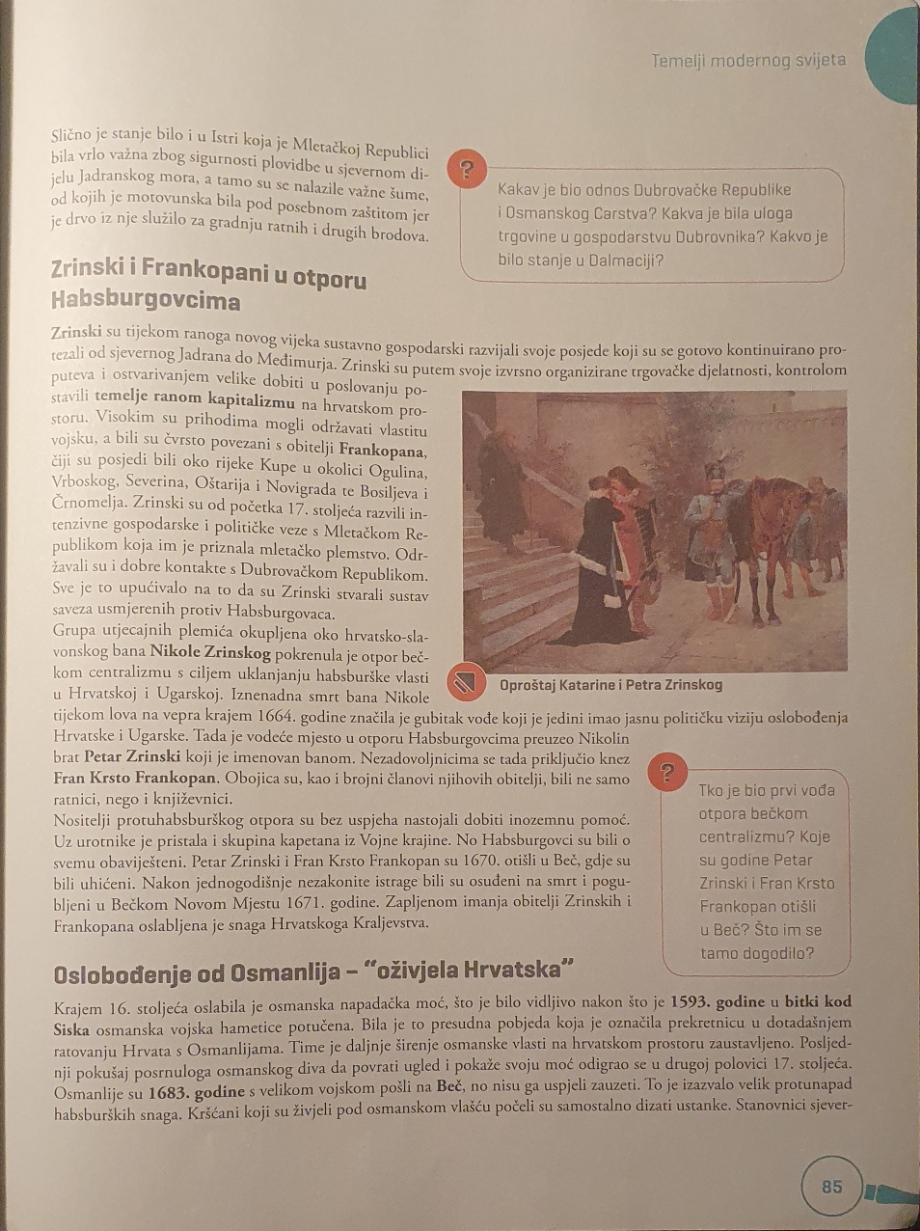 Temelji modernog svijeta
Slično je stanje bilo i u Istri koja je Mletačkoj Republici
bila vrlo važna zbog sigurnosti plovidbe u sjevernom di-
jelu Jadranskog mora, a tamo su se nalazile važne šume,
od kojih je motovunska bila pod posebnom zaštitom jer
je drvo iz nje služilo za gradnju ratnih i drugih brodova.
?
Kakav je bio odnos Dubrovačke Republike
i Osmanskog Carstva? Kakva je bila uloga
trgovine u gospodarstvu Dubrovnika? Kakvo je
bilo stanje u Dalmaciji?
Zrinski i Frankopani u otporu
Habsburgovcima
Zrinski su tijekom ranoga novog vijeka sustavno gospodarski razvijali svoje posjede koji su se gotovo kontinuirano pro-
tezali od sjevernog Jadrana do Međimurja. Zrinski su putem svoje izvrsno organizirane trgovačke djelatnosti, kontrolom
puteva i ostvarivanjem velike dobiti u poslovanju po-
stavili temelje ranom kapitalizmu na hrvatskom pro-
storu. Visokim su prihodima mogli održavati vlastitu
vojsku, a bili su čvrsto povezani s obitelji Frankopana,
čiji su posjedi bili oko rijeke Kupe u okolici Ogulina,
Vrboskog, Severina, Oštarija i Novigrada te Bosiljeva i
Črnomelja. Zrinski su od početka 17. stoljeća razvili in-
tenzivne gospodarske i političke veze s Mletačkom Re-
publikom koja im je priznala mletačko plemstvo. Odr-
žavali su i dobre kontakte s Dubrovačkom Republikom.
Sve je to upućivalo na to da su Zrinski stvarali sustav
saveza usmjerenih protiv Habsburgovaca.
Grupa utjecajnih plemića okupljena oko hrvatsko-sla-
vonskog bana Nikole Zrinskog pokrenula je otpor beč-
kom centralizmu s ciljem uklanjanju habsburške vlasti
u Hrvatskoj i Ugarskoj. Iznenadna smrt bana Nikole
tijekom lova na vepra krajem 1664. godine značila je gubitak vođe koji je jedini imao jasnu političku viziju oslobođenja
Hrvatske i Ugarske. Tada je vodeće mjesto u otporu Habsburgovcima preuzeo Nikolin
brat Petar Zrinski koji je imenovan banom. Nezadovoljnicima se tada priključio knez
Fran Krsto Frankopan. Obojica su, kao i brojni članovi njihovih obitelji, bili ne samo
ratnici, nego i književnici.
Nositelji protuhabsburškog otpora su bez uspjeha nastojali dobiti inozemnu pomoć.
Uz urotnike je pristala i skupina kapetana iz Vojne krajine. No Habsburgovci su bili o
svemu obaviješteni. Petar Zrinski i Fran Krsto Frankopan su 1670. otišli u Beč, gdje su
bili uhićeni. Nakon jednogodišnje nezakonite istrage bili su osuđeni na smrt i pogu-
bljeni u Bečkom Novom Mjestu 1671. godine. Zapljenom imanja obitelji Zrinskih i
Frankopana oslabljena je snaga Hrvatskoga Kraljevstva.
Oproštaj Katarine i Petra Zrinskog
?
Tko je bio prvi vođa
otpora bečkom
centralizmu? Koje
su godine Petar
Zrinski i Fran Krsto
Frankopan otišli
u Beč? Što im se
tamo dogodilo?
Oslobođenje od Osmanlija – “oživjela Hrvatska”
Krajem 16. stoljeća oslabila je osmanska napadačka moć, što je bilo vidljivo nakon što je 1593. godine u bitki kod
Siska osmanska vojska hametice potučena. Bila je to presudna pobjeda koja je označila prekretnicu u dotadašnjem
ratovanju Hrvata s Osmanlijama. Time je daljnje širenje osmanske vlasti na hrvatskom prostoru zaustavljeno. Posljed-
nji pokušaj posrnuloga osmanskog diva da povrati ugled i pokaže svoju moć odigrao se u drugoj polovici 17. stoljeća.
Osmanlije su 1683. godine s velikom vojskom pošli na Beč, no nisu ga uspjeli zauzeti. To je izazvalo velik protunapad
habsburških snaga. Kršćani koji su živjeli pod osmanskom vlašću počeli su samostalno dizati ustanke. Stanovnici sjever-
85